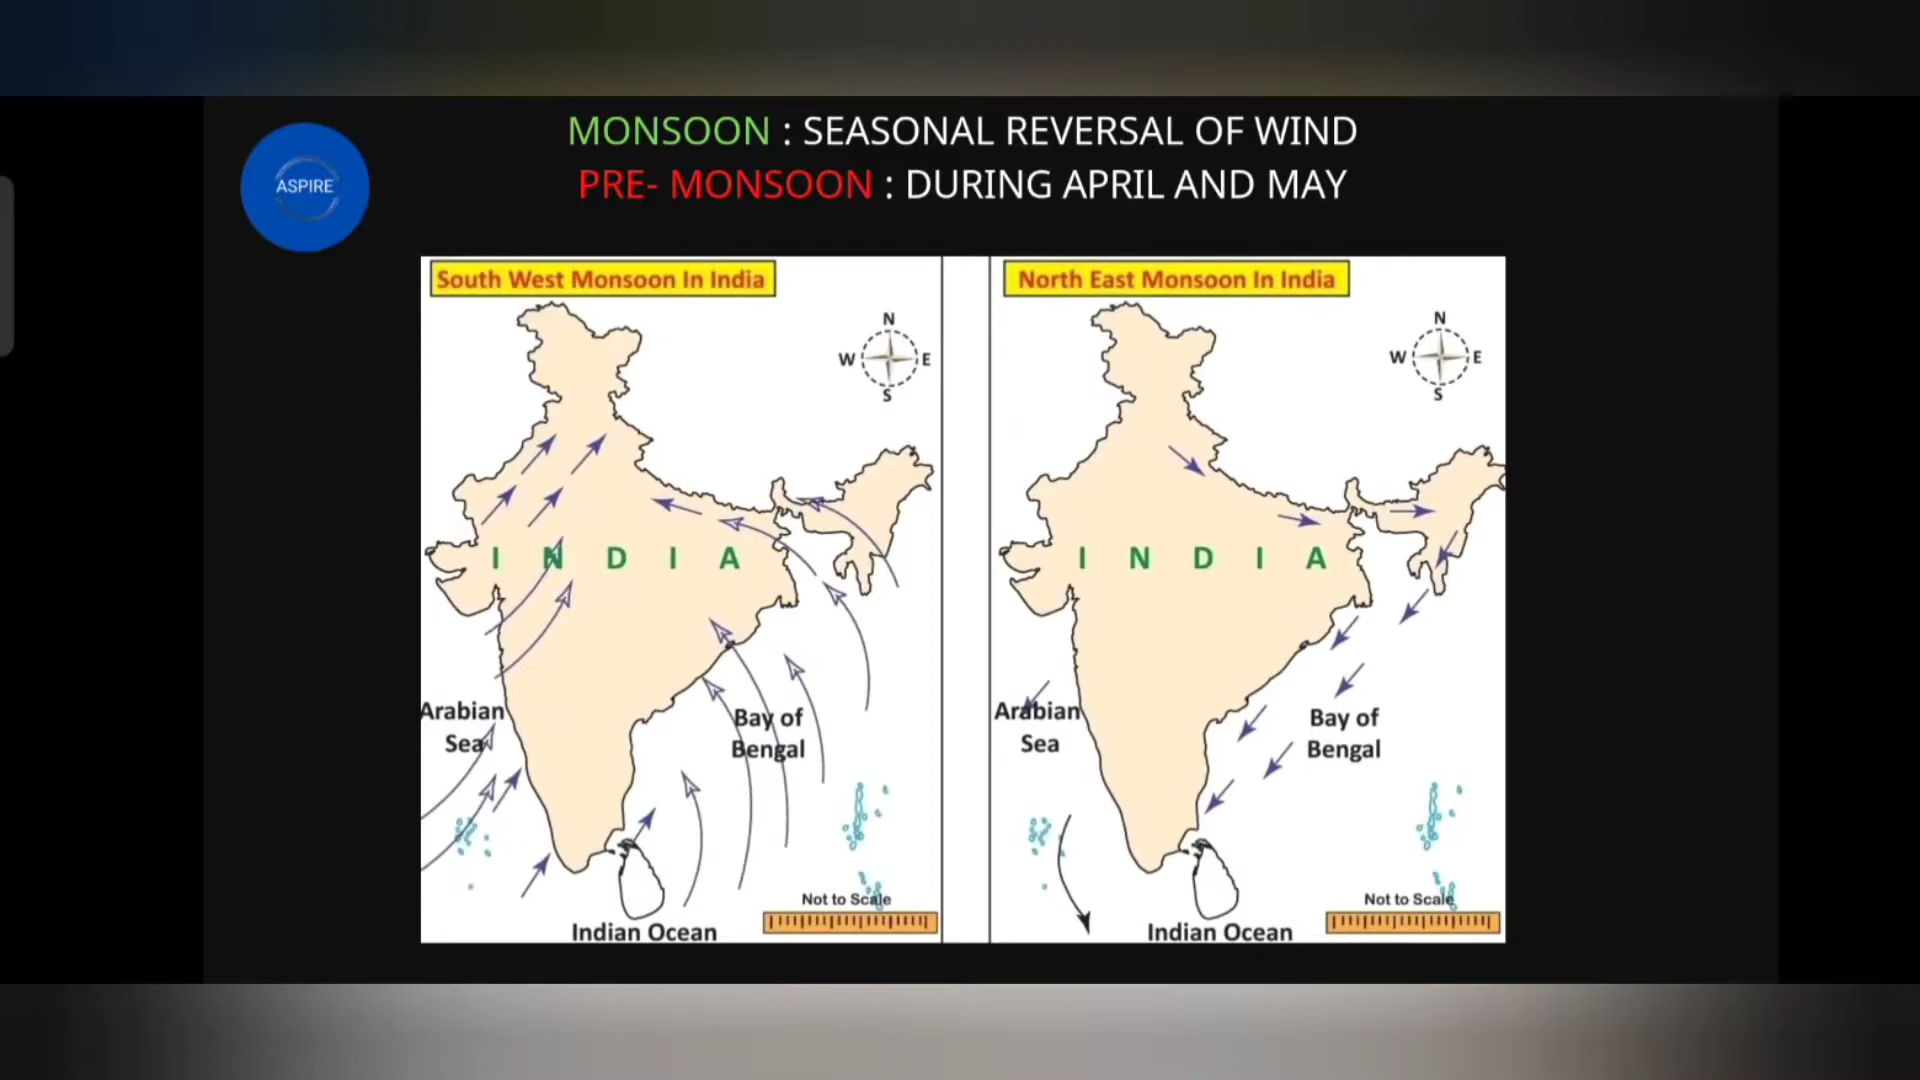 MONSOON : SEASONAL REVERSAL OF WIND
PRE- MONSOON : DURING APRIL AND MAY
ASPIRE
South West Monsoon In India
N
W E
S
I N D I A
Arabian
Sea
Bay of
Bengal
Not to Scale
Indian Ocean
North East Monsoon In India
N
W E
S
I N D I A
Arabian
Sea
Bay of
Bengal
Not to Scale
Indian Ocean